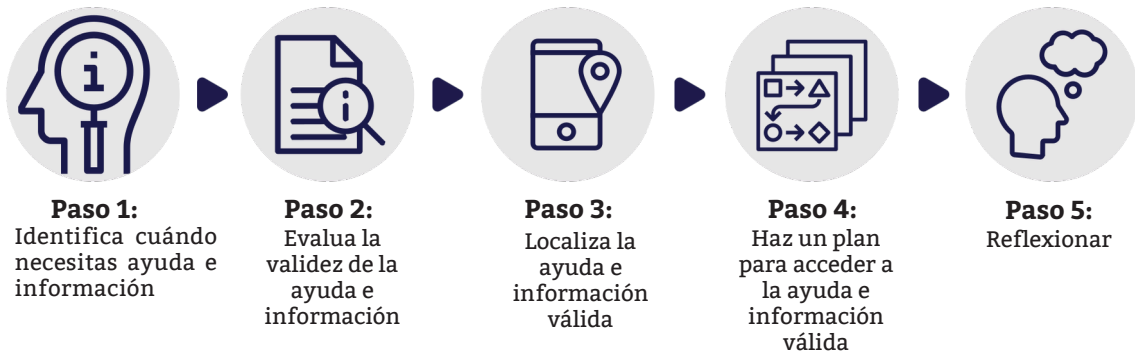 Paso 1:
Identifica cuándo
necesitas ayuda e
información
Paso 2:
Evalua la
validez de la
ayuda e
información
Paso 3:
Localiza la
ayuda e
información
válida
Paso 4:
Haz un plan
para acceder a
la ayuda e
información
válida
Paso 5:
Reflexionar